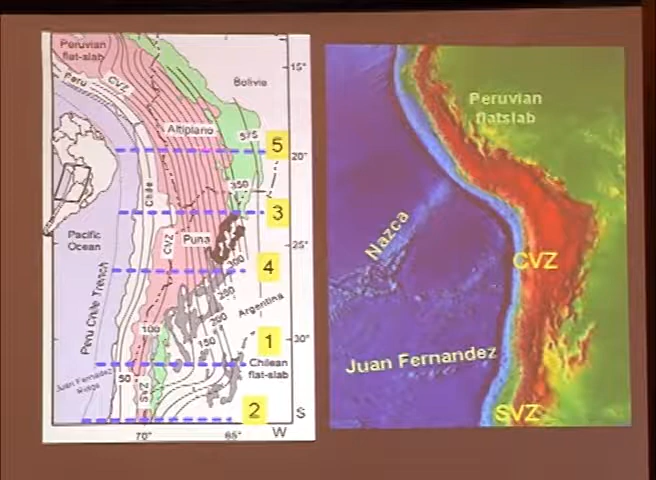 Peruvian
flat-slab
Peru
CVZ
Bolivia
15°
Altiplano
575
5
20°
350
Chile
3
Pacific
Ocean
CVZ
Puna
25°
4
300
250
Peru Chile Trench
200
Argentina
100
150
1
30°
50
Chilean
flat-slab
Juan Fernandez
Ridge
SVZ
2
S
70°
65°
W
Peruvian
flatslab
Nazca
CVZ
Juan Fernandez
SVZ